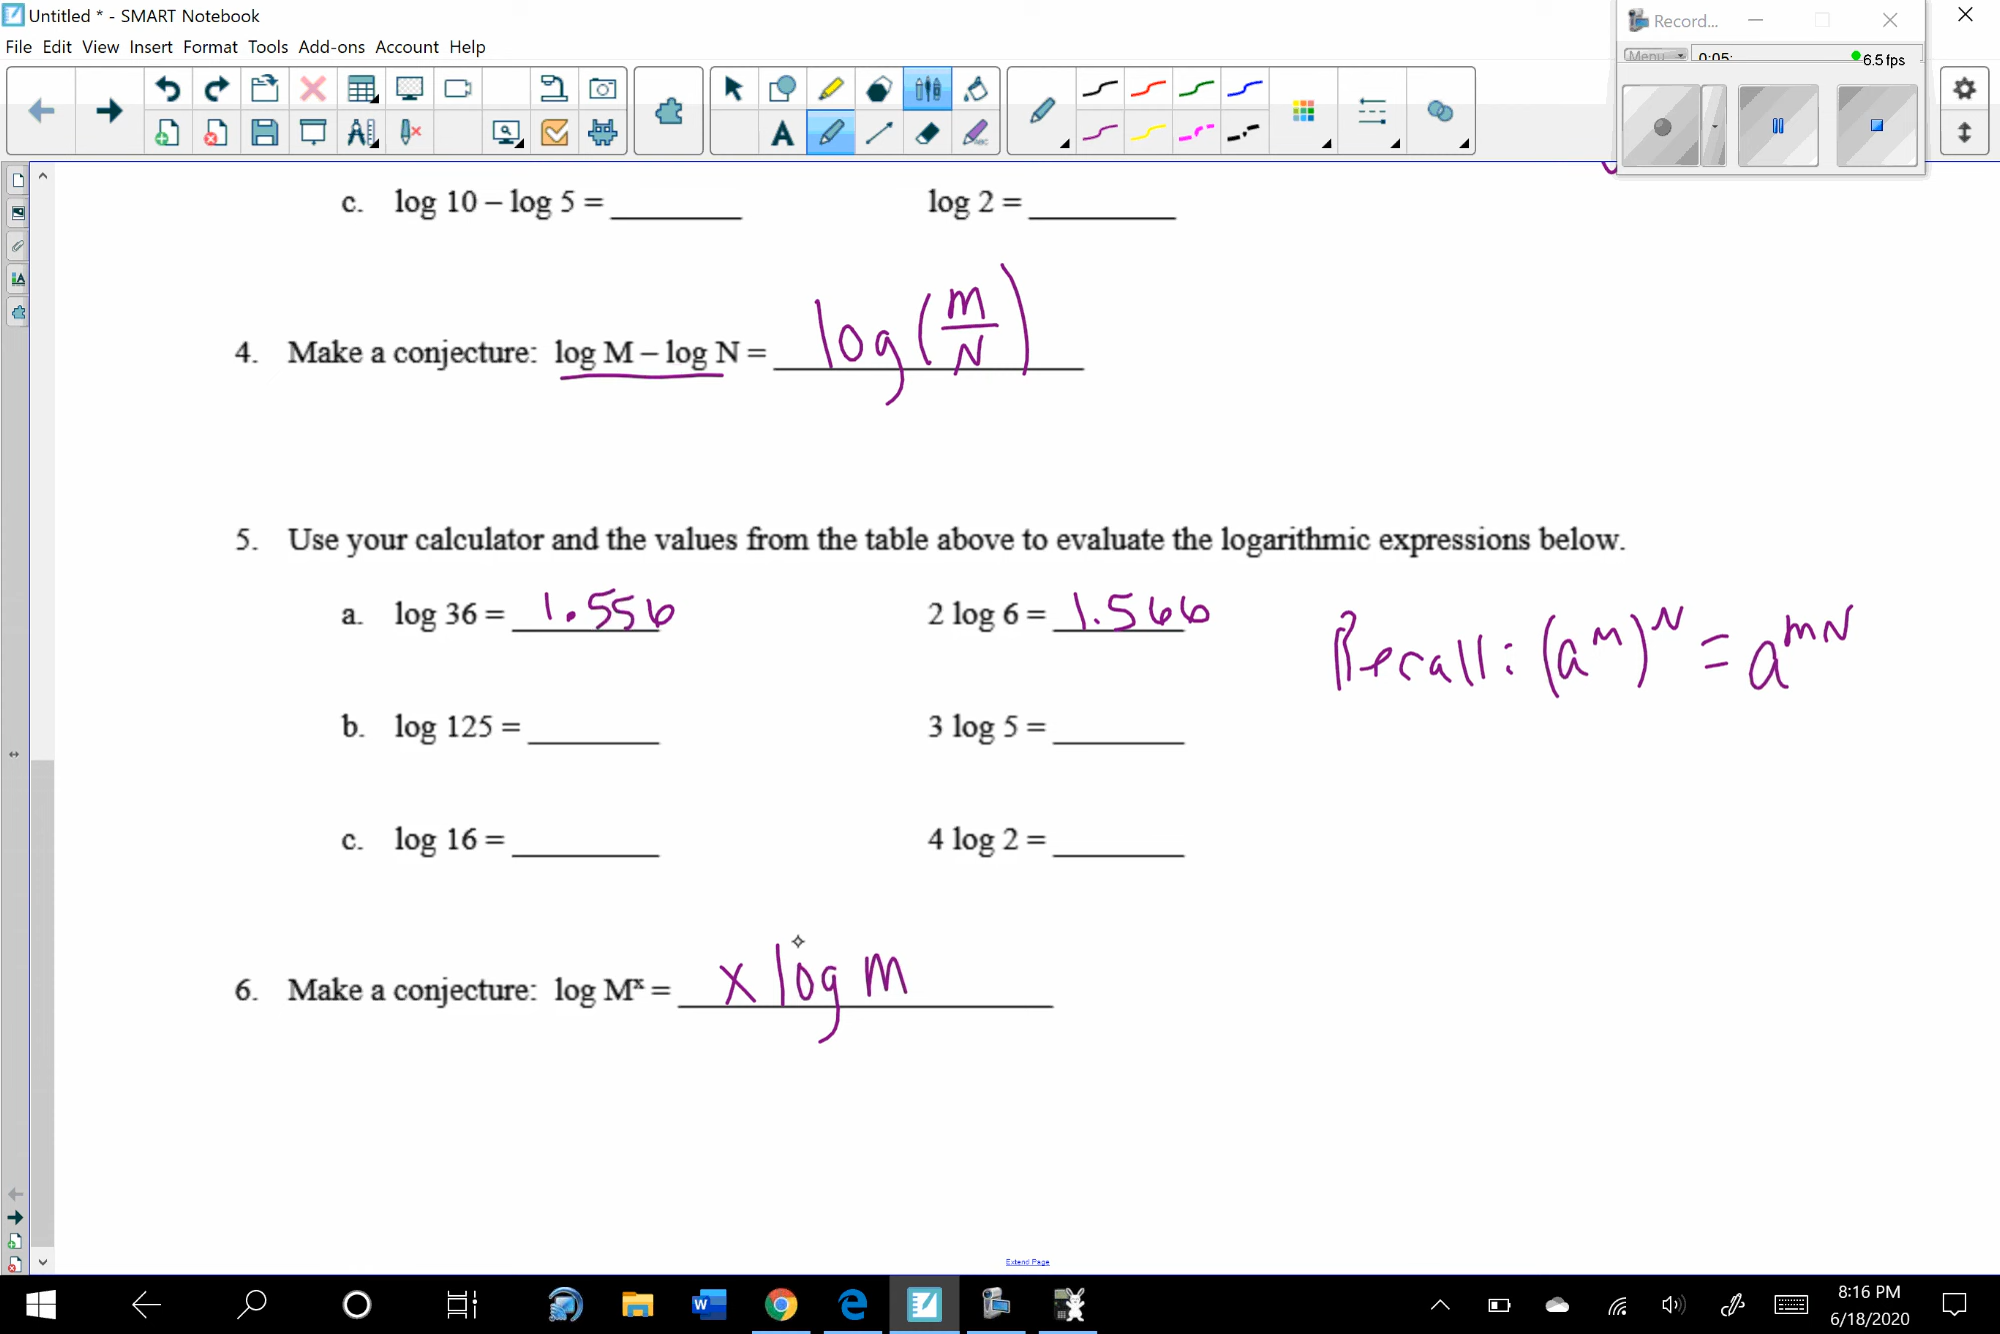 Untitled * - SMART Notebook
Record...
File Edit View Insert Format Tools Add-ons Account Help
Menu 0:05: 6.5 fps
c. log 10 – log 5 = ________ log 2 = ________
4. Make a conjecture: log M – log N = log (M/N)
5. Use your calculator and the values from the table above to evaluate the logarithmic expressions below.
a. log 36 = 1.556 2 log 6 = 1.566
Recall: (a^M)^N = a^MN
b. log 125 = ________ 3 log 5 = ________
c. log 16 = ________ 4 log 2 = ________
6. Make a conjecture: log Mˣ = x log M
Extend Page
8:16 PM
6/18/2020